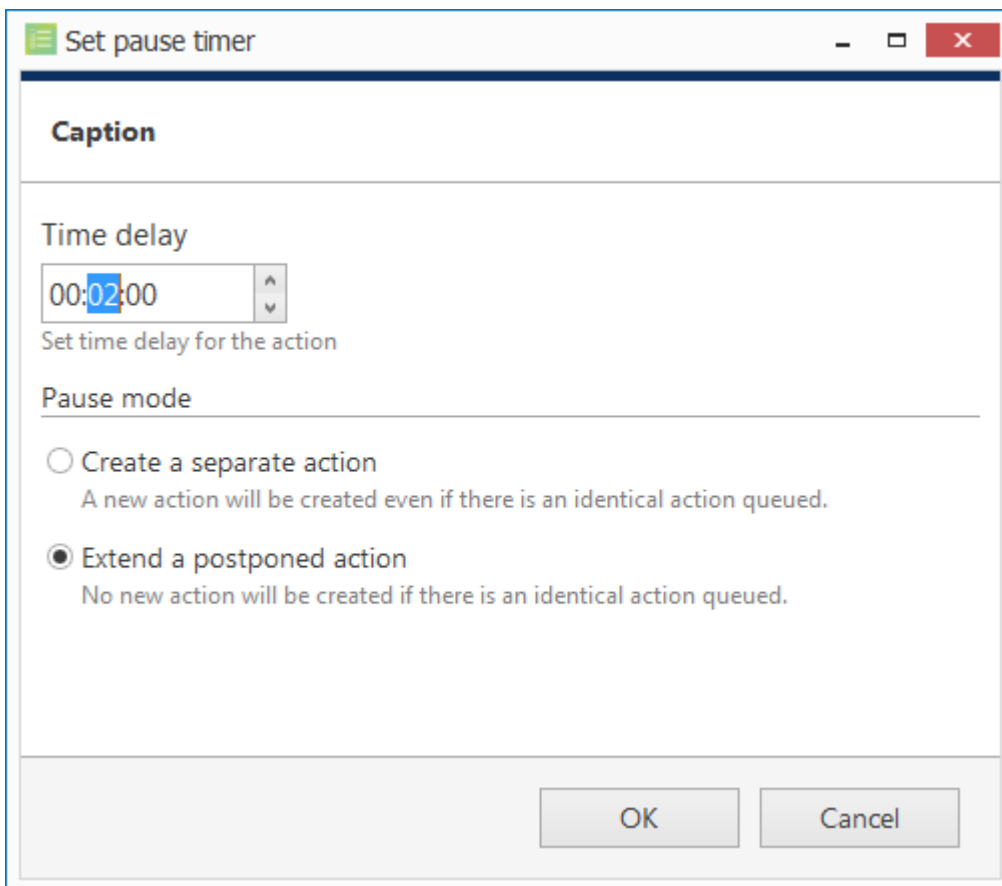 Set pause timer
Caption
Time delay
00:02:00
Set time delay for the action
Pause mode
Create a separate action
A new action will be created even if there is an identical action queued.
Extend a postponed action
No new action will be created if there is an identical action queued.
OK Cancel